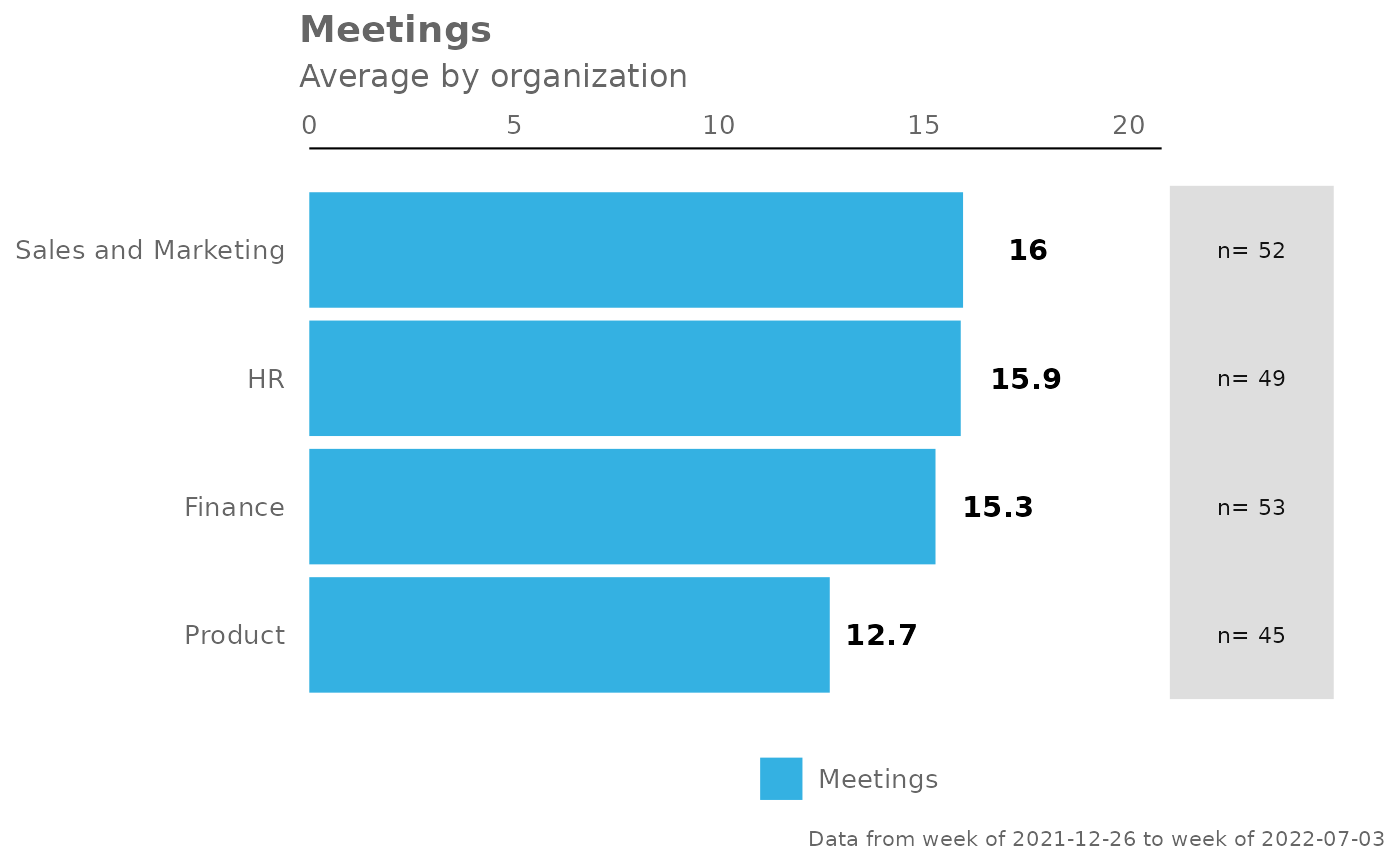 Meetings
Average by organization
0 5 10 15 20
Sales and Marketing 16 n= 52
HR 15.9 n= 49
Finance 15.3 n= 53
Product 12.7 n= 45
Meetings
Data from week of 2021-12-26 to week of 2022-07-03